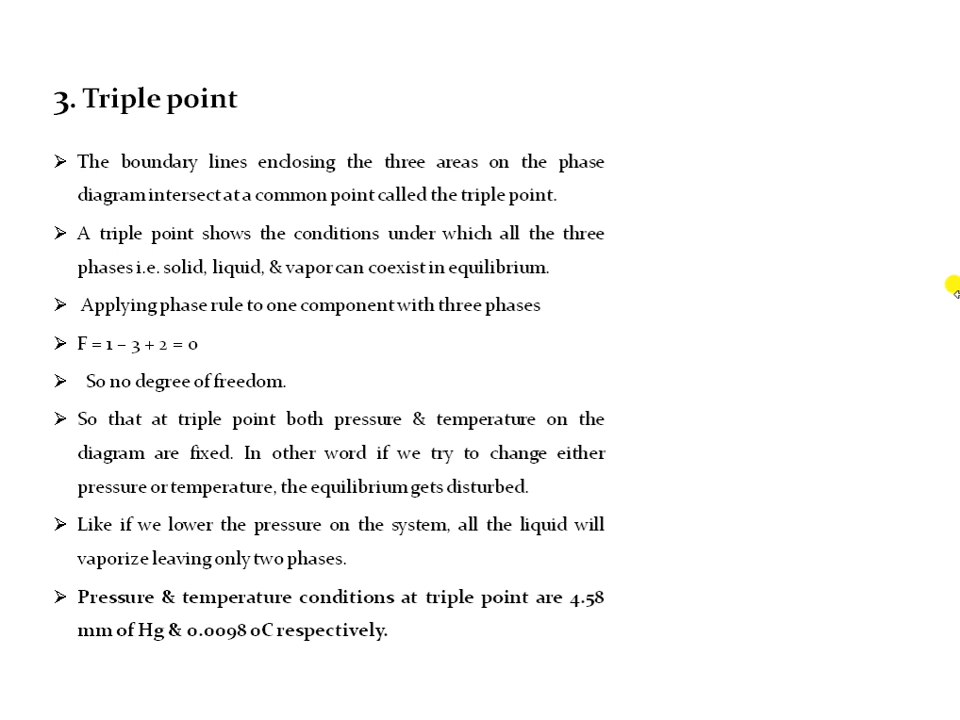 3. Triple point
➢ The boundary lines enclosing the three areas on the phase
diagram intersect at a common point called the triple point.
➢ A triple point shows the conditions under which all the three
phases i.e. solid, liquid, & vapor can coexist in equilibrium.
➢ Applying phase rule to one component with three phases
➢ F = 1 – 3 + 2 = 0
➢ So no degree of freedom.
➢ So that at triple point both pressure & temperature on the
diagram are fixed. In other word if we try to change either
pressure or temperature, the equilibrium gets disturbed.
➢ Like if we lower the pressure on the system, all the liquid will
vaporize leaving only two phases.
➢ Pressure & temperature conditions at triple point are 4.58
mm of Hg & 0.0098 0C respectively.